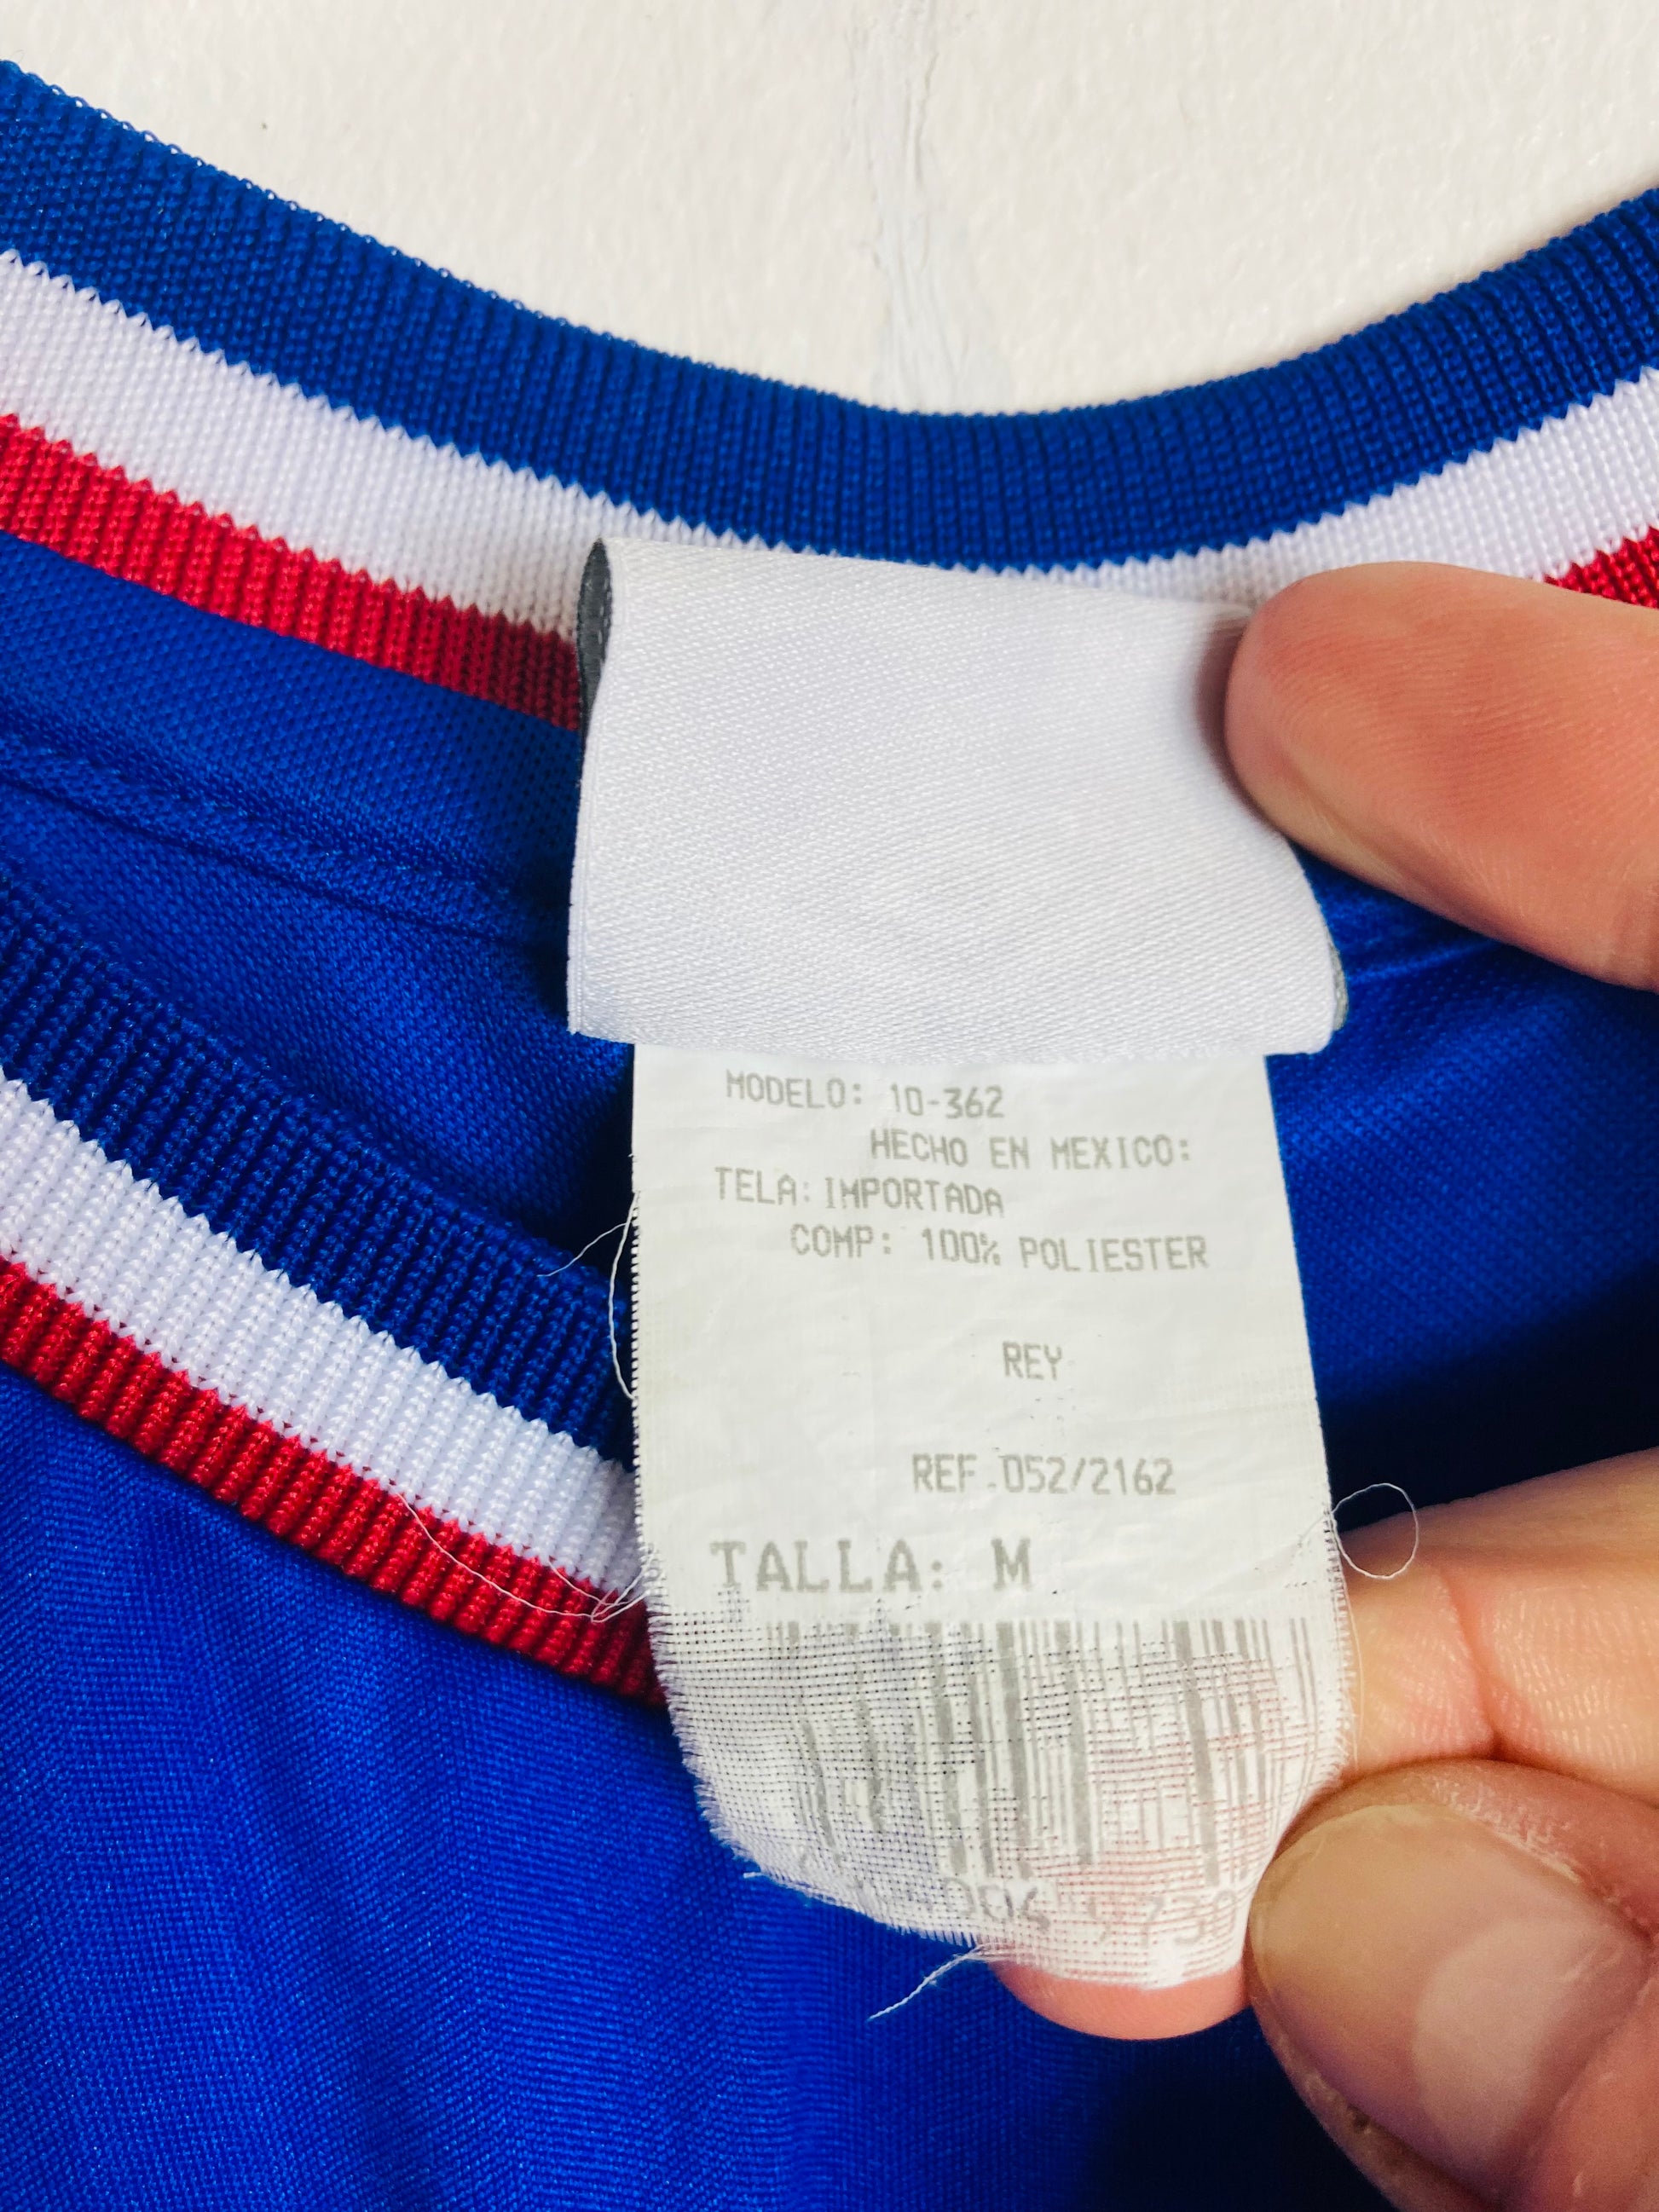 MODELO: 10-362
HECHO EN MEXICO:
TELA: IMPORTADA
COMP: 100% POLIESTER
REY
REF.052/2162
TALLA: M